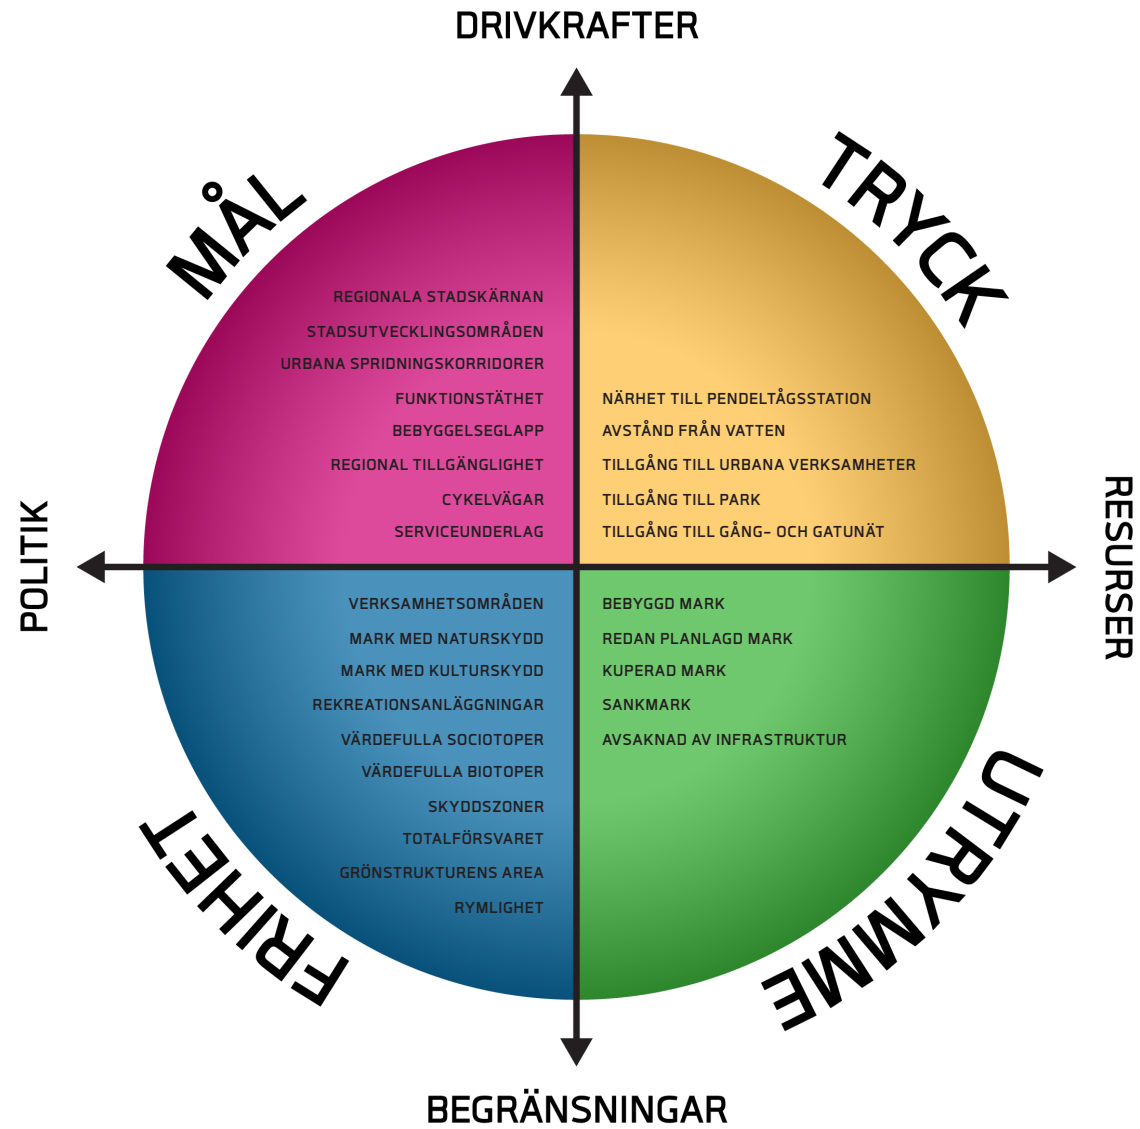 DRIVKRAFTER
MÅL
TRYCK
REGIONALA STADSKÄRNAN
STADSUTVECKLINGSOMRÅDEN
URBANA SPRIDNINGSKORRIDORER
FUNKTIONSTÄTHET
BEBYGGELSEGLAPP
REGIONAL TILLGÄNGLIGHET
CYKELVÄGAR
SERVICEUNDERLAG
NÄRHET TILL PENDELTÅGSSTATION
AVSTÅND FRÅN VATTEN
TILLGÅNG TILL URBANA VERKSAMHETER
TILLGÅNG TILL PARK
TILLGÅNG TILL GÅNG- OCH GATUNÄT
POLITIK
RESURSER
VERKSAMHETSOMRÅDEN
MARK MED NATURSKYDD
MARK MED KULTURSKYDD
REKREATIONSANLÄGGNINGAR
VÄRDEFULLA SOCIOTOPER
VÄRDEFULLA BIOTOPER
SKYDDSZONER
TOTALFÖRSVARET
GRÖNSTRUKTURENS AREA
RYMLIGHET
BEBYGGD MARK
REDAN PLANLAGD MARK
KUPERAD MARK
SANKMARK
AVSAKNAD AV INFRASTRUKTUR
FRIHET
UTRYMME
BEGRÄNSNINGAR